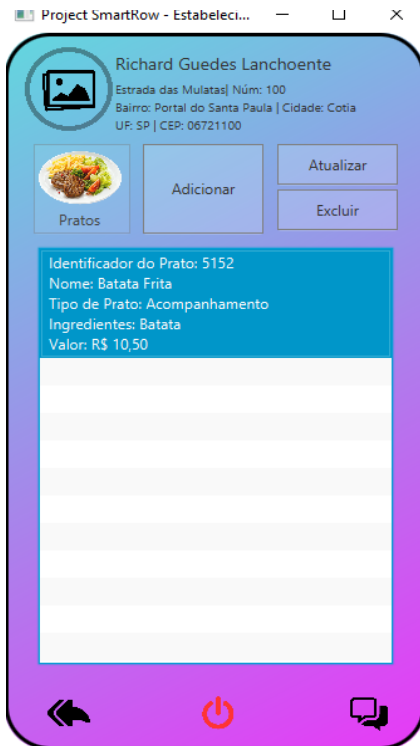 Project SmartRow - Estabeleci...
Richard Guedes Lanchoente
Estrada das Mulatas| Núm: 100
Bairro: Portal do Santa Paula | Cidade: Cotia
UF: SP | CEP: 06721100
Pratos
Adicionar
Atualizar
Excluir
Identificador do Prato: 5152
Nome: Batata Frita
Tipo de Prato: Acompanhamento
Ingredientes: Batata
Valor: R$ 10,50